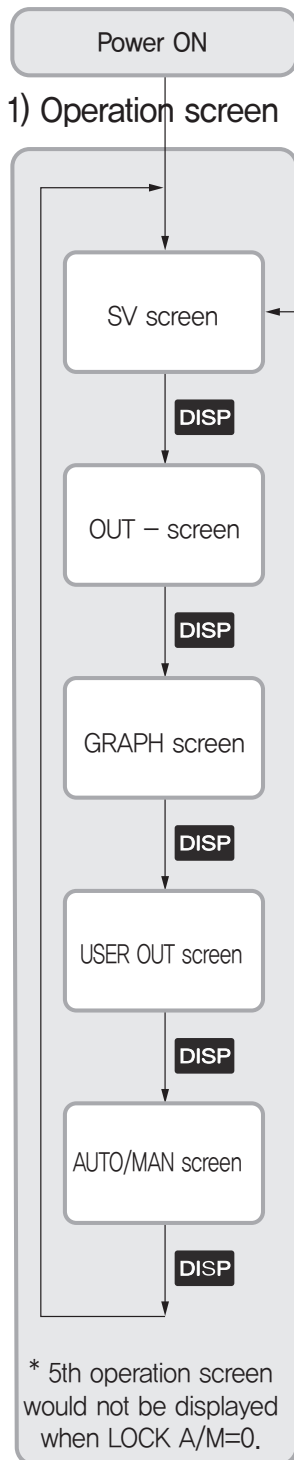 Power ON
1) Operation screen
SV screen
DISP
OUT - screen
DISP
GRAPH screen
DISP
USER OUT screen
DISP
AUTO/MAN screen
DISP
* 5th operation screen
would not be displayed
when LOCK A/M=0.